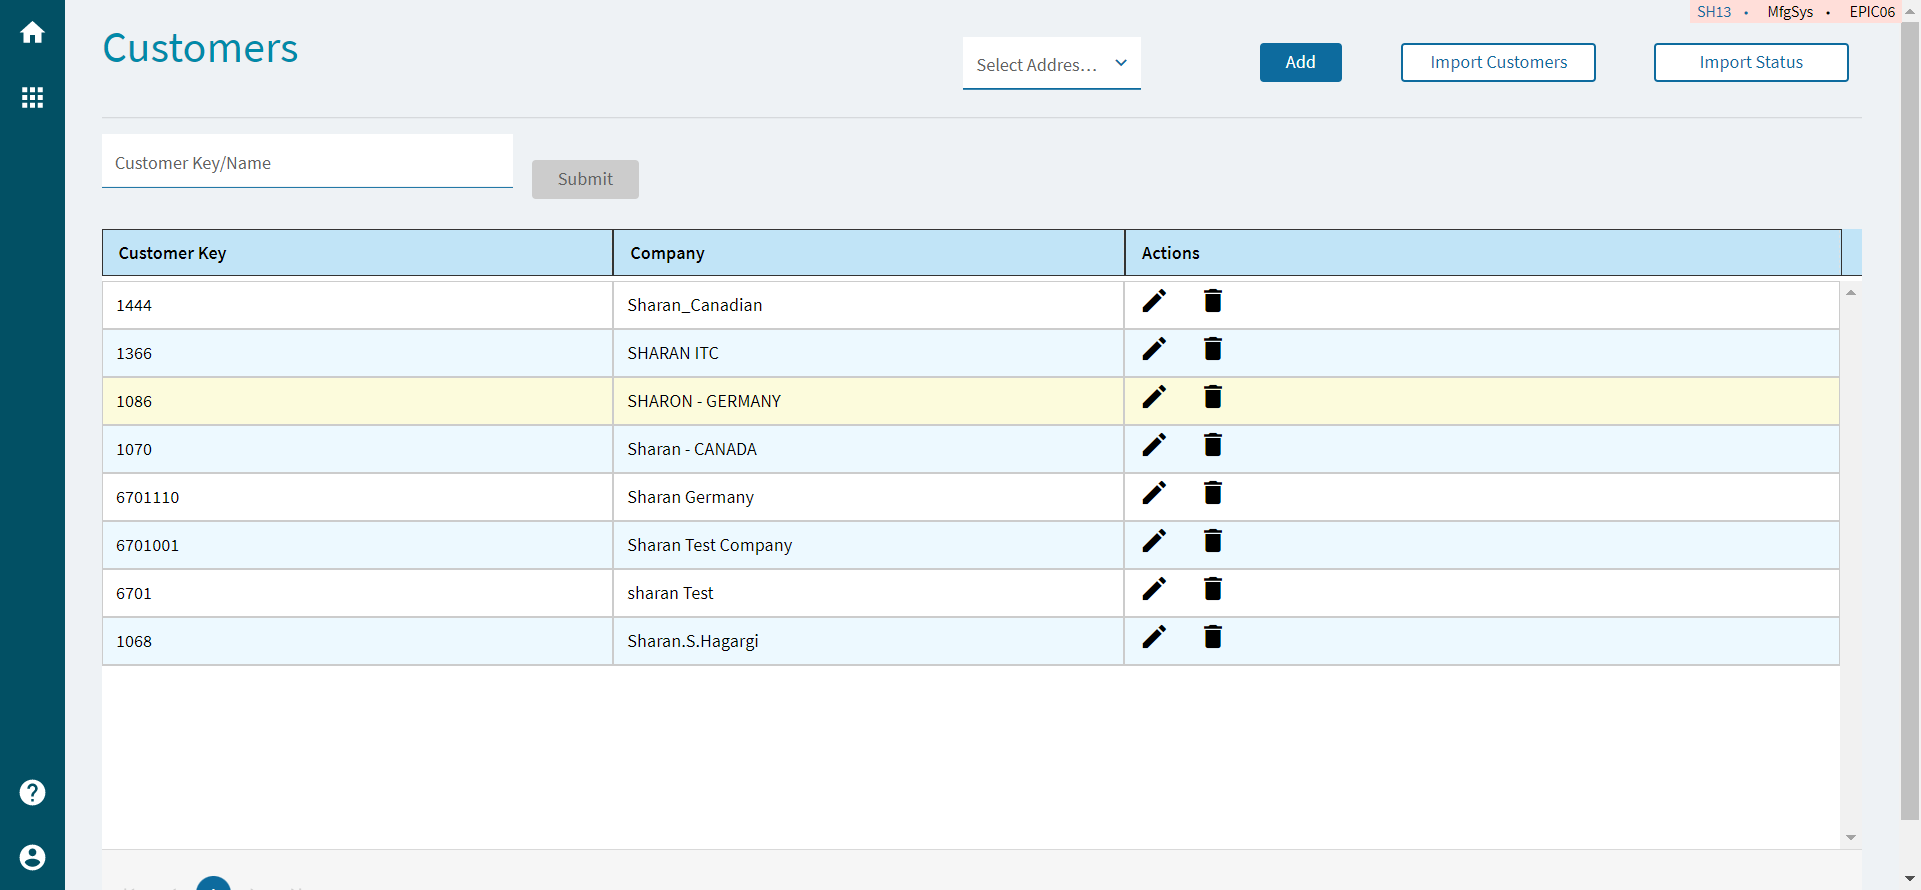 SH13 • MfgSys • EPIC06
Customers
Select Addres...
Add
Import Customers
Import Status
Customer Key/Name
Submit
Customer Key Company Actions
1444 Sharan_Canadian
1366 SHARAN ITC
1086 SHARON - GERMANY
1070 Sharan - CANADA
6701110 Sharan Germany
6701001 Sharan Test Company
6701 sharan Test
1068 Sharan.S.Hagargi